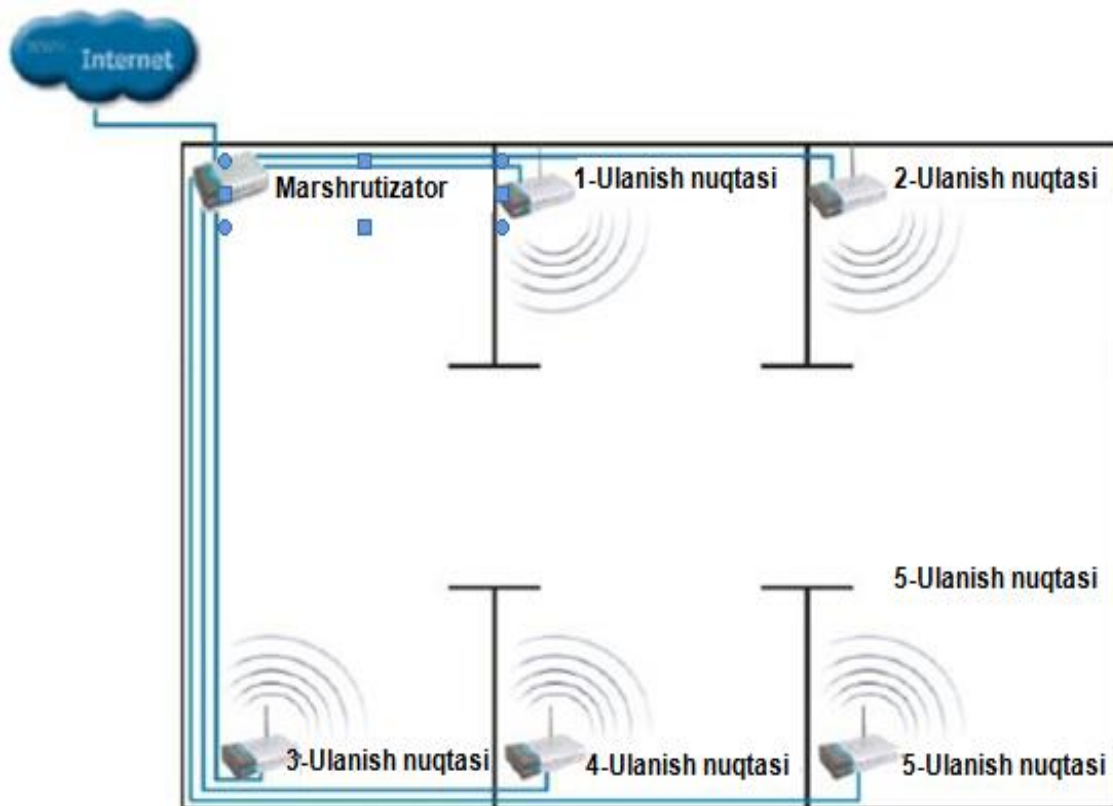 Internet
Marshrutizator
1-Ulanish nuqtasi
2-Ulanish nuqtasi
5-Ulanish nuqtasi
3-Ulanish nuqtasi
4-Ulanish nuqtasi
5-Ulanish nuqtasi